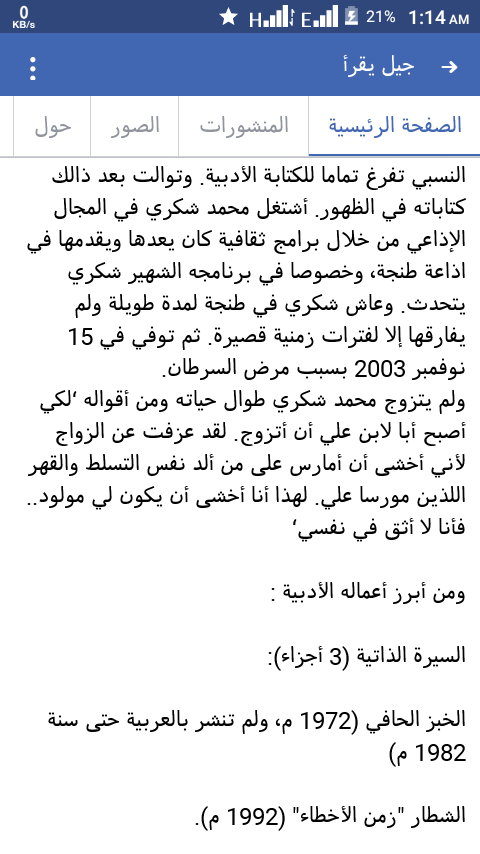 0 KB/s H E 21% 1:14 AM
جيل يقرأ
الصفحة الرئيسية المنشورات الصور حول
النسبي تفرغ تماما للكتابة الأدبية. وتوالت بعد ذالك
كتاباته في الظهور. أشتغل محمد شكري في المجال
الإذاعي من خلال برامج ثقافية كان يعدها ويقدمها في
اذاعة طنجة، وخصوصا في برنامجه الشهير شكري
يتحدث. وعاش شكري في طنجة لمدة طويلة ولم
يفارقها إلا لفترات زمنية قصيرة. ثم توفي في 15
نوفمبر 2003 بسبب مرض السرطان.
ولم يتزوج محمد شكري طوال حياته ومن أقواله ‘لكي
أصبح أبا لابن علي أن أتزوج. لقد عزفت عن الزواج
لأني أخشى أن أمارس على من ألد نفس التسلط والقهر
اللذين مورسا علي. لهذا أنا أخشى أن يكون لي مولود..
فأنا لا أثق في نفسي‘
ومن أبرز أعماله الأدبية :
السيرة الذاتية (3 أجزاء):
الخبز الحافي (1972 م، ولم تنشر بالعربية حتى سنة
1982 م)
الشطار "زمن الأخطاء" (1992 م).